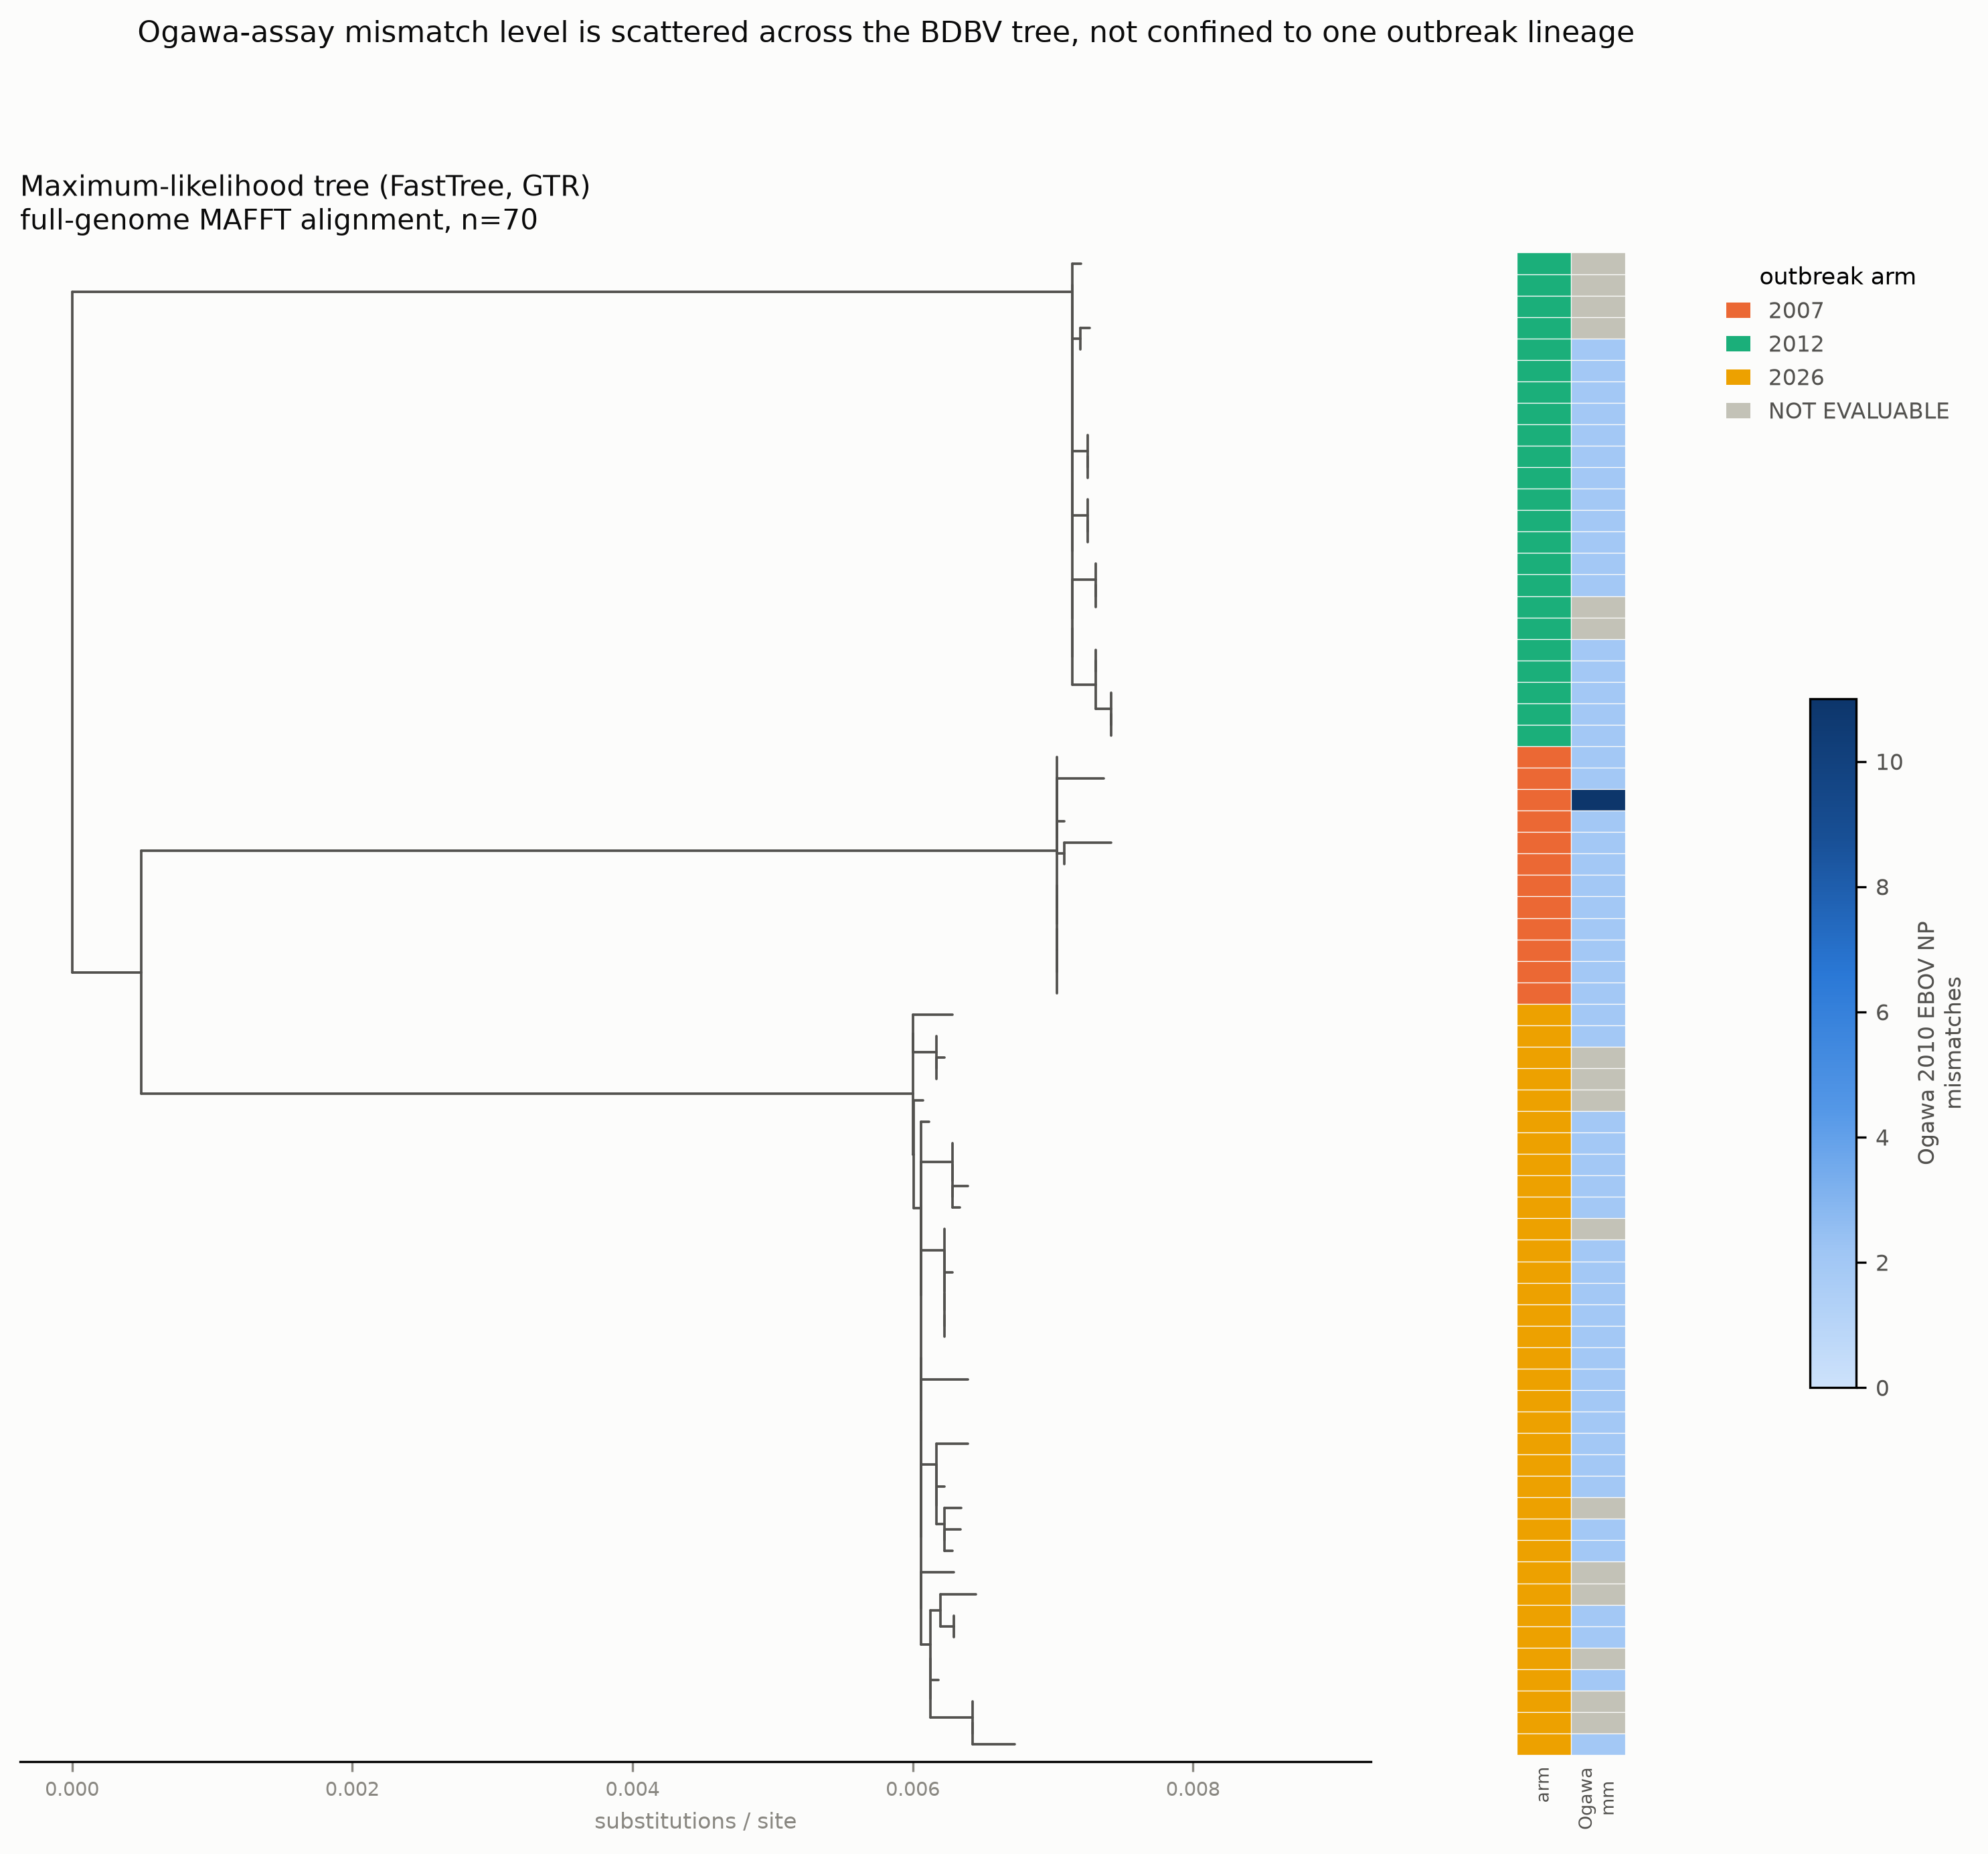 Ogawa-assay mismatch level is scattered across the BDBV tree, not confined to one outbreak lineage
Maximum-likelihood tree (FastTree, GTR)
full-genome MAFFT alignment, n=70
outbreak arm
2007
2012
2026
NOT EVALUABLE
10
8
6
4
2
0
Ogawa 2010 EBOV NP
mismatches
0.000
0.002
0.004
0.006
0.008
substitutions / site
arm
Ogawa
mm